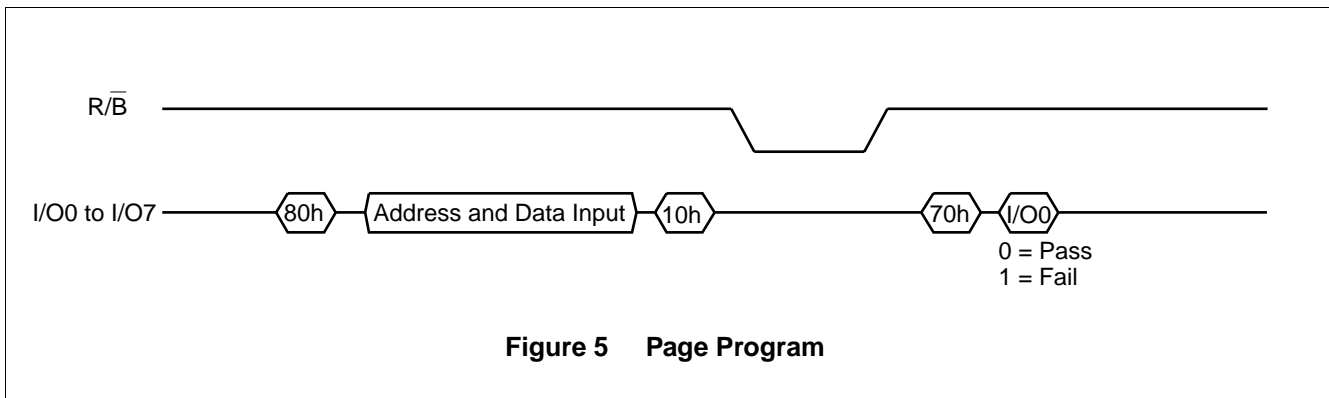 R/B̅
I/O0 to I/O7 80h Address and Data Input 10h 70h I/O0
0 = Pass
1 = Fail
Figure 5 Page Program